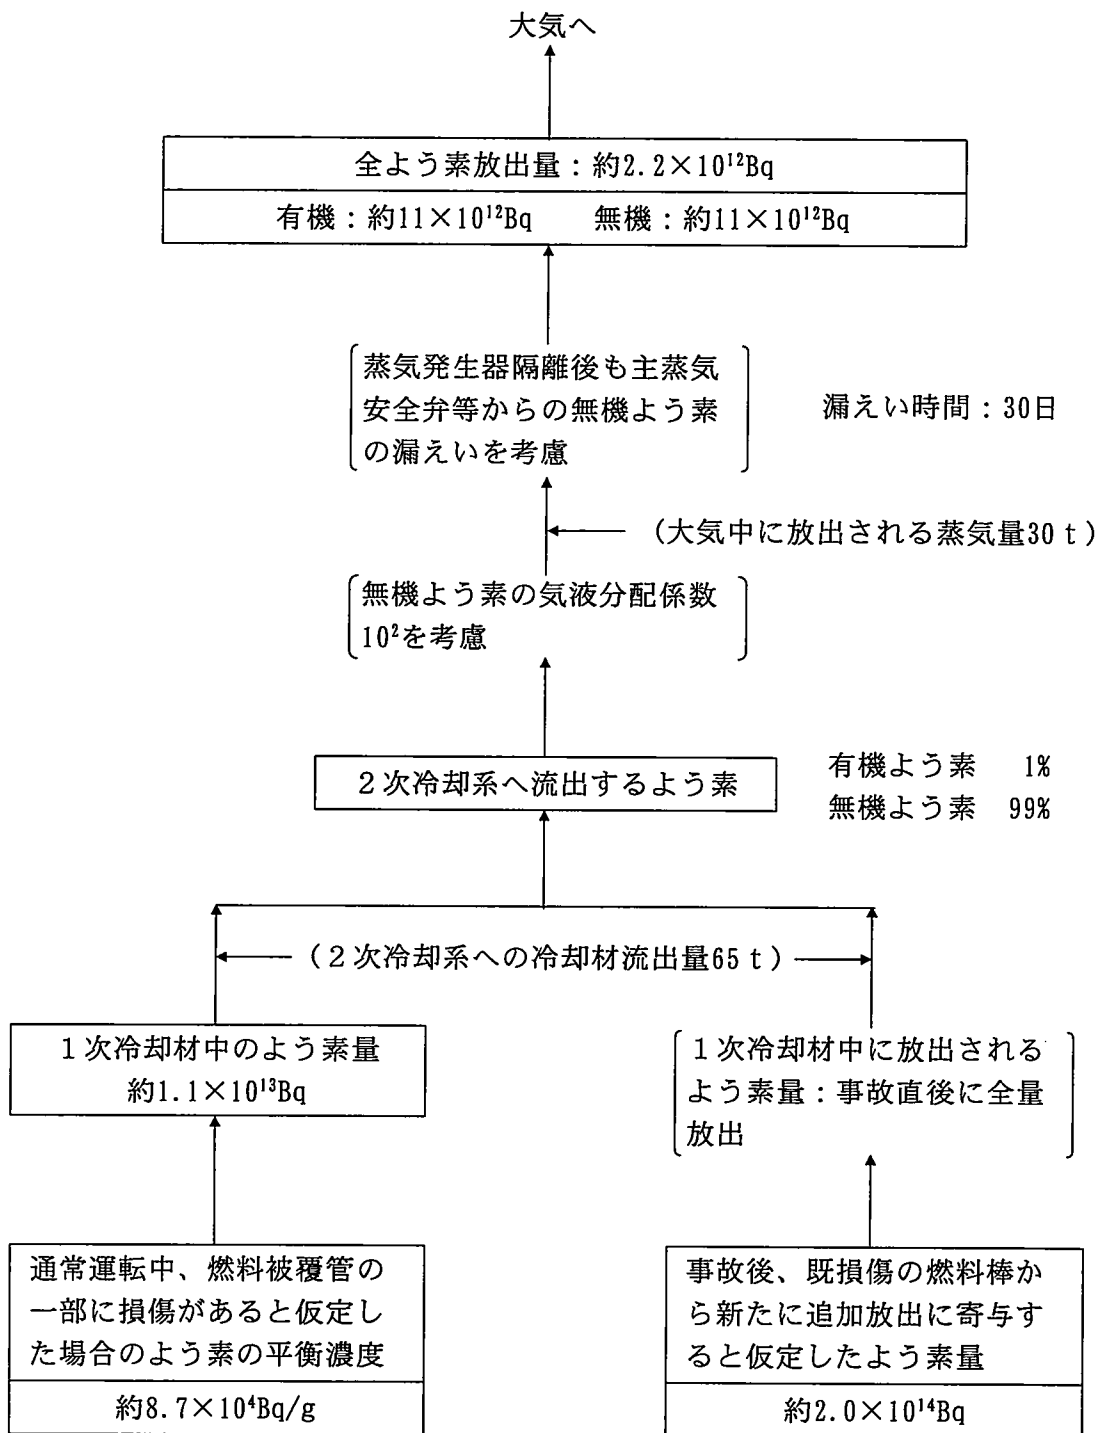 大気へ
全よう素放出量：約2.2×10¹²Bq
有機：約11×10¹²Bq　　無機：約11×10¹²Bq
蒸気発生器隔離後も主蒸気
安全弁等からの無機よう素
の漏えいを考慮
漏えい時間：30日
（大気中に放出される蒸気量30ｔ）
無機よう素の気液分配係数
10²を考慮
２次冷却系へ流出するよう素
有機よう素　1%
無機よう素　99%
（２次冷却系への冷却材流出量65ｔ）
１次冷却材中のよう素量
約1.1×10¹³Bq
１次冷却材中に放出される
よう素量：事故直後に全量
放出
通常運転中、燃料被覆管の
一部に損傷があると仮定し
た場合のよう素の平衡濃度
約8.7×10⁴Bq/g
事故後、既損傷の燃料棒か
ら新たに追加放出に寄与す
ると仮定したよう素量
約2.0×10¹⁴Bq